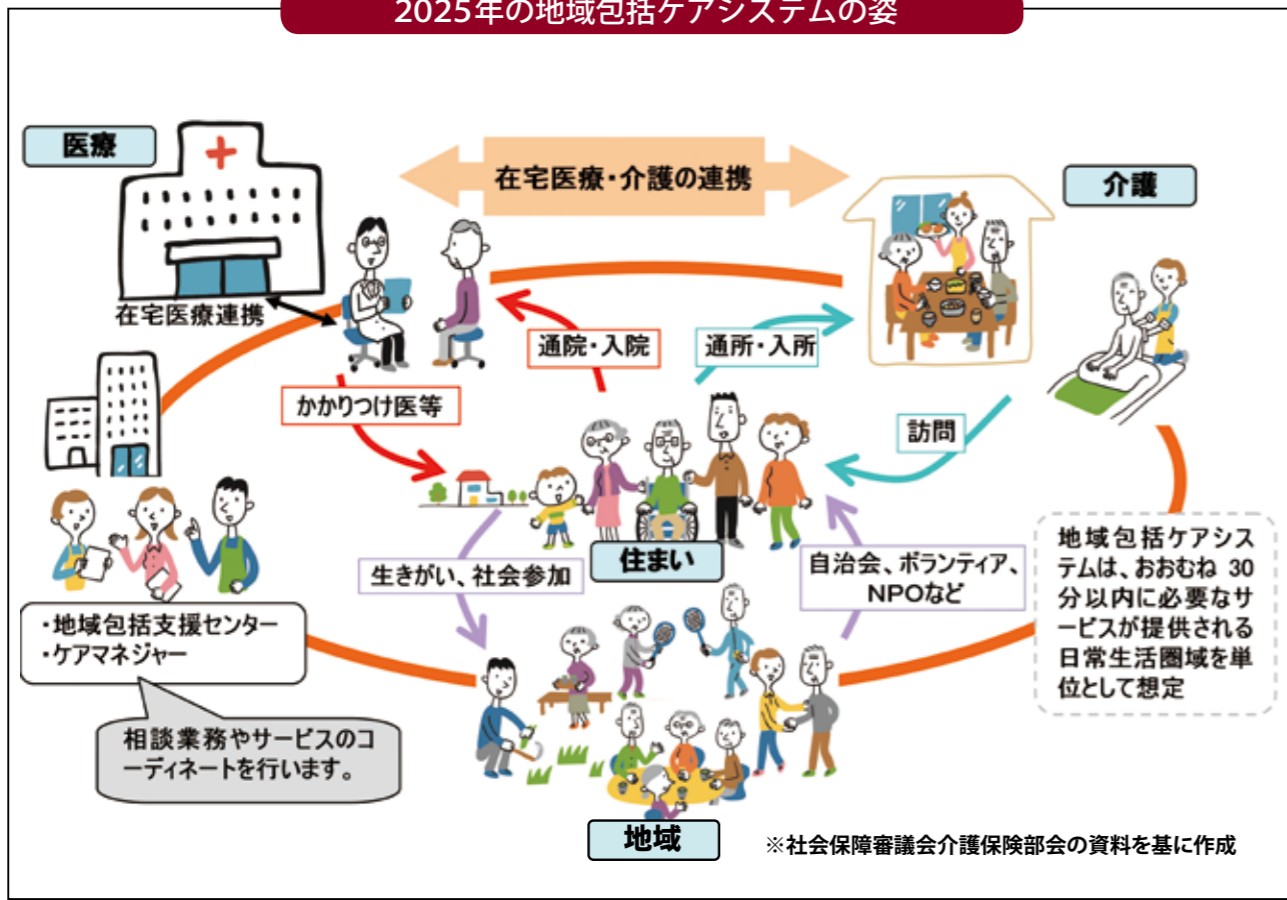 2025年の地域包括ケアシステムの姿
医療
在宅医療・介護の連携
介護
在宅医療連携
通院・入院
通所・入所
かかりつけ医等
訪問
住まい
生きがい、社会参加
自治会、ボランティア、
NPOなど
・地域包括支援センター
・ケアマネジャー
相談業務やサービスのコ
ーディネートを行います。
地域包括ケアシス
テムは、おおむね 30
分以内に必要なサ
ービスが提供される
日常生活圏域を単
位として想定
地域
※社会保障審議会介護保険部会の資料を基に作成